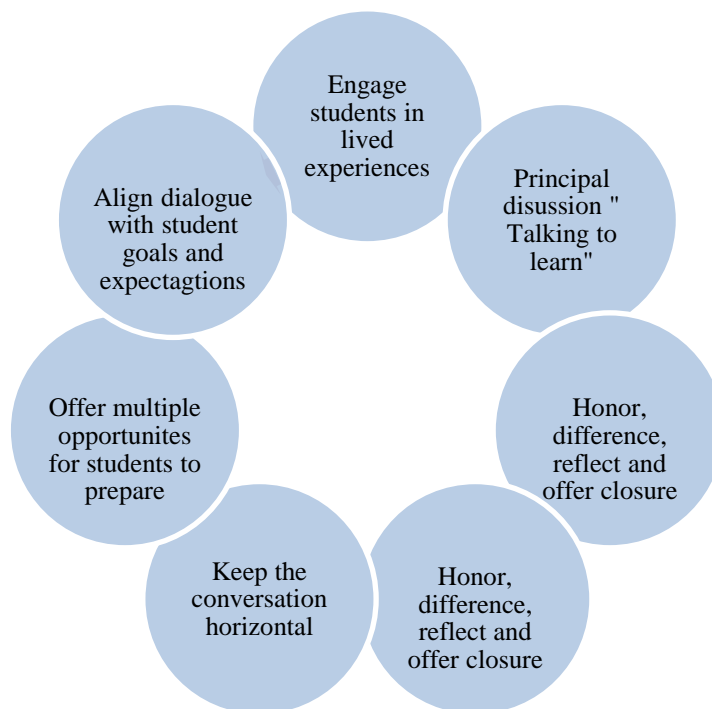 Engage
students in
lived
experiences
Principal
disussion "
Talking to
learn"
Honor,
difference,
reflect and
offer closure
Honor,
difference,
reflect and
offer closure
Keep the
conversation
horizontal
Offer multiple
opportunites
for students to
prepare
Align dialogue
with student
goals and
expectagtions